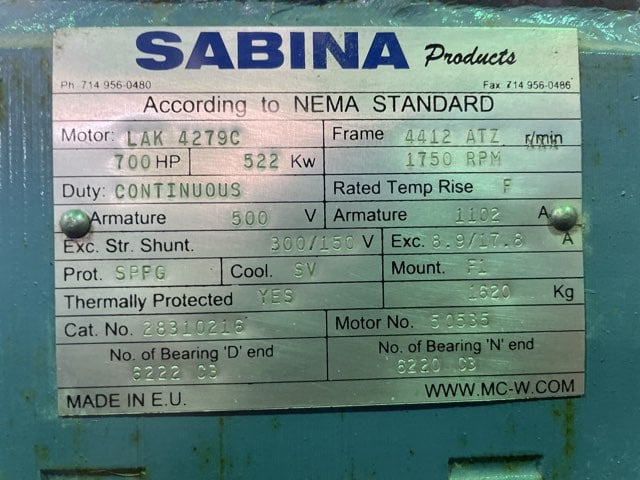 SABINA Products
Ph 714 956-0480 Fax 714 956-0486
According to NEMA STANDARD
Motor: LAK 4279C Frame 4412 ATZ r/min
700 HP 522 Kw 1750 RPM
Duty: CONTINUOUS Rated Temp Rise F
Armature 500 V Armature 1102 A
Exc. Str. Shunt. 300/150 V Exc. 8.9/17.8 A
Prot. SPFG Cool. SV Mount. F1
Thermally Protected YES 1620 Kg
Cat. No. 28310216 Motor No. 50535
No. of Bearing 'D' end No. of Bearing 'N' end
6222 C3 6220 C3
MADE IN E.U. WWW.MC-W.COM